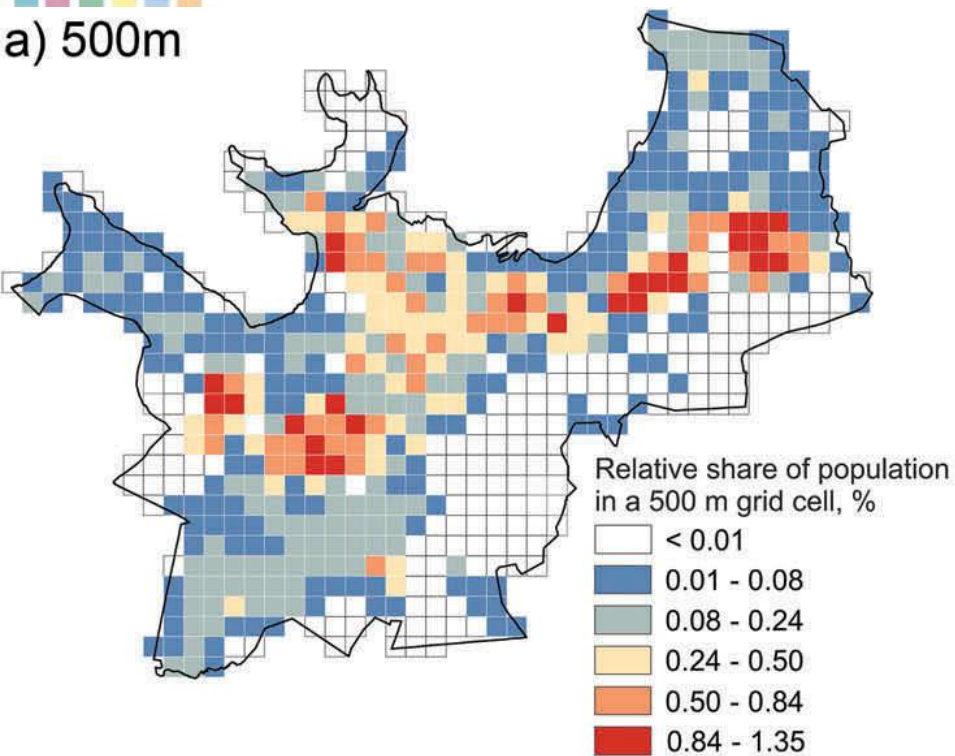 a) 500m
Relative share of population
in a 500 m grid cell, %
< 0.01
0.01 - 0.08
0.08 - 0.24
0.24 - 0.50
0.50 - 0.84
0.84 - 1.35